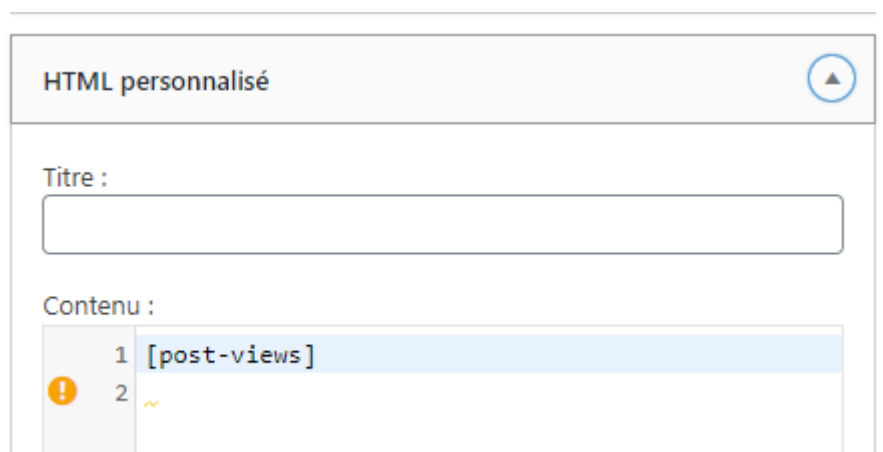 HTML personnalisé
Titre :
Contenu :
1 [post-views]
2